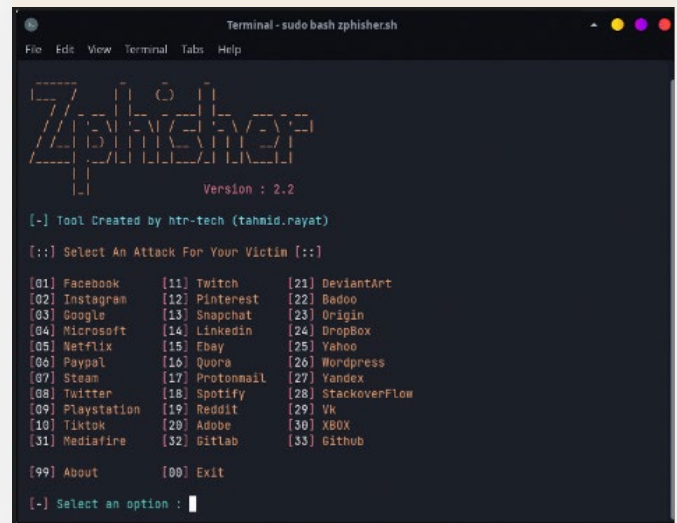 Terminal - sudo bash zphisher.sh
File Edit View Terminal Tabs Help
Zphisher
Version : 2.2
[-] Tool Created by htr-tech (tahmid.rayat)
[::] Select An Attack For Your Victim [::]
[01] Facebook [11] Twitch [21] DeviantArt
[02] Instagram [12] Pinterest [22] Badoo
[03] Google [13] Snapchat [23] Origin
[04] Microsoft [14] Linkedin [24] DropBox
[05] Netflix [15] Ebay [25] Yahoo
[06] Paypal [16] Quora [26] Wordpress
[07] Steam [17] Protonmail [27] Yandex
[08] Twitter [18] Spotify [28] StackoverFlow
[09] Playstation [19] Reddit [29] Vk
[10] Tiktok [20] Adobe [30] XBOX
[31] Mediafire [32] Gitlab [33] Github
[99] About [00] Exit
[-] Select an option :